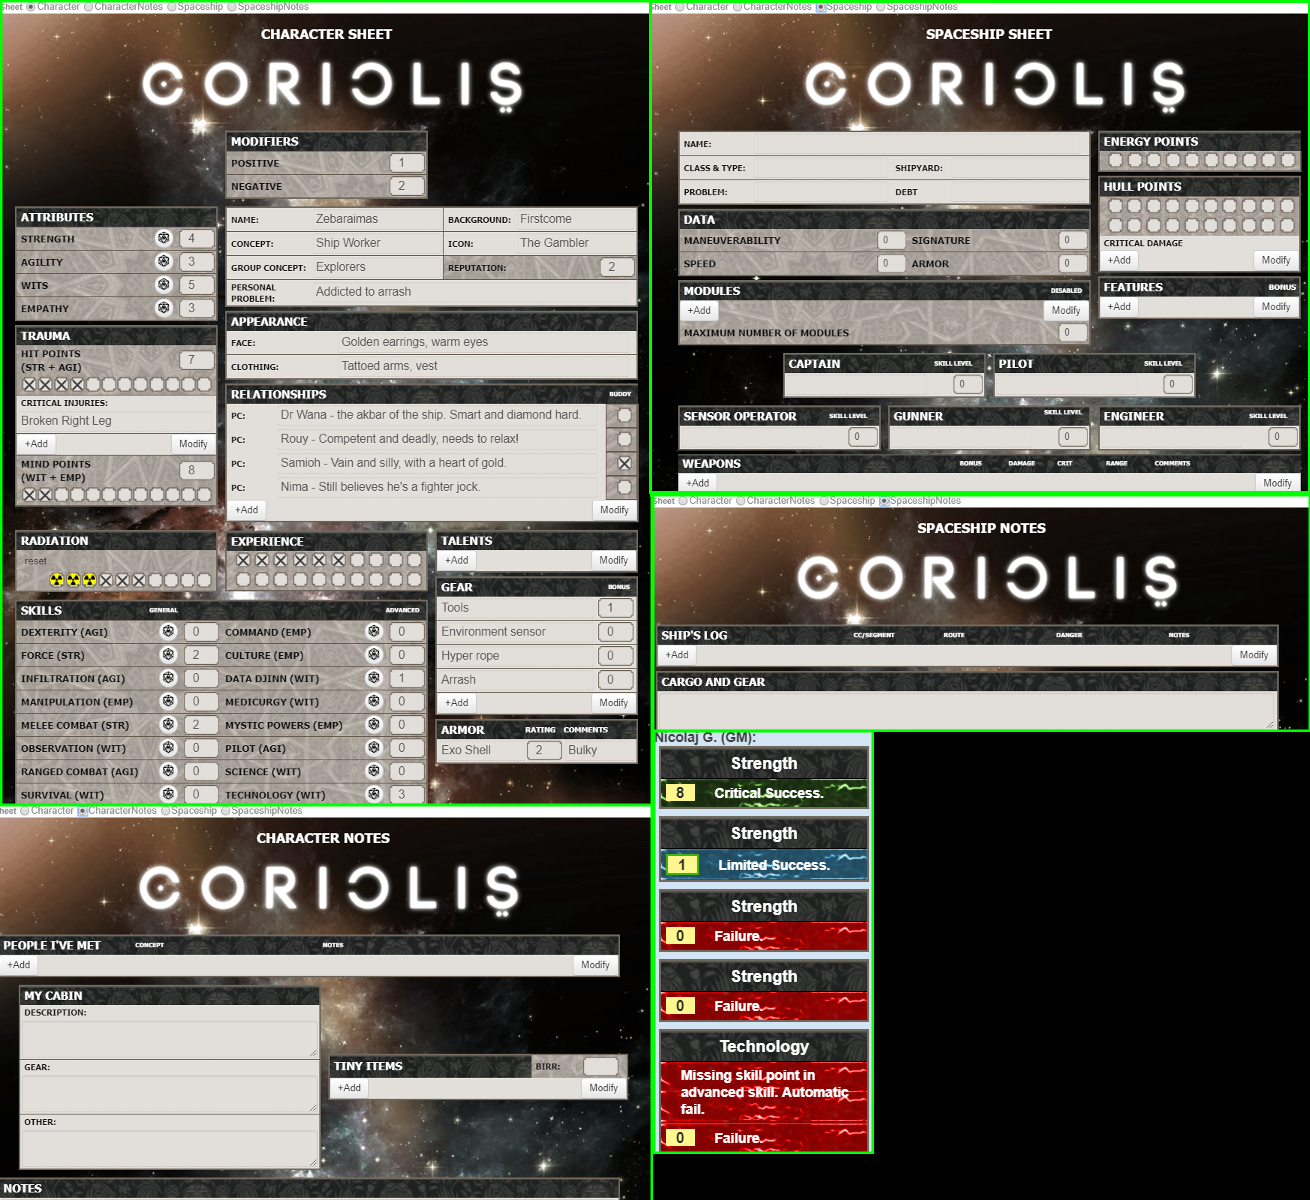 Sheet Character CharacterNotes Spaceship SpaceshipNotes
CHARACTER SHEET
CORIOLIS
MODIFIERS
POSITIVE 1
NEGATIVE 2
ATTRIBUTES
STRENGTH 4
AGILITY 3
WITS 5
EMPATHY 3
NAME: Zebaraimas BACKGROUND: Firstcome
CONCEPT: Ship Worker ICON: The Gambler
GROUP CONCEPT: Explorers REPUTATION: 2
PERSONAL PROBLEM: Addicted to arrash
TRAUMA
HIT POINTS 7
(STR + AGI)
CRITICAL INJURIES:
Broken Right Leg
+Add Modify
MIND POINTS 8
(WIT + EMP)
APPEARANCE
FACE: Golden earrings, warm eyes
CLOTHING: Tattoed arms, vest
RELATIONSHIPS BUDDY
PC: Dr Wana - the akbar of the ship. Smart and diamond hard.
PC: Rouy - Competent and deadly, needs to relax!
PC: Samioh - Vain and silly, with a heart of gold.
PC: Nima - Still believes he's a fighter jock.
+Add Modify
RADIATION
reset
EXPERIENCE
TALENTS
+Add Modify
GEAR BONUS
Tools 1
Environment sensor 0
Hyper rope 0
Arrash 0
+Add Modify
ARMOR RATING COMMENTS
Exo Shell 2 Bulky
SKILLS GENERAL ADVANCED
DEXTERITY (AGI) 0 COMMAND (EMP) 0
FORCE (STR) 2 CULTURE (EMP) 0
INFILTRATION (AGI) 0 DATA DJINN (WIT) 1
MANIPULATION (EMP) 0 MEDICURGY (WIT) 0
MELEE COMBAT (STR) 2 MYSTIC POWERS (EMP) 0
OBSERVATION (WIT) 0 PILOT (AGI) 0
RANGED COMBAT (AGI) 0 SCIENCE (WIT) 0
SURVIVAL (WIT) 0 TECHNOLOGY (WIT) 3
Sheet Character CharacterNotes Spaceship SpaceshipNotes
CHARACTER NOTES
CORIOLIS
PEOPLE I'VE MET CONCEPT NOTES
+Add Modify
MY CABIN
DESCRIPTION:
GEAR:
OTHER:
TINY ITEMS BIRR:
+Add Modify
NOTES
Sheet Character CharacterNotes Spaceship SpaceshipNotes
SPACESHIP SHEET
CORIOLIS
NAME:
CLASS & TYPE: SHIPYARD:
PROBLEM: DEBT
ENERGY POINTS
HULL POINTS
CRITICAL DAMAGE
+Add Modify
DATA
MANEUVERABILITY 0 SIGNATURE 0
SPEED 0 ARMOR 0
MODULES DISABLED
+Add Modify
MAXIMUM NUMBER OF MODULES 0
FEATURES BONUS
+Add Modify
CAPTAIN SKILL LEVEL 0
PILOT SKILL LEVEL 0
SENSOR OPERATOR SKILL LEVEL 0
GUNNER SKILL LEVEL 0
ENGINEER SKILL LEVEL 0
WEAPONS BONUS DAMAGE CRIT RANGE COMMENTS
+Add Modify
Sheet Character CharacterNotes Spaceship SpaceshipNotes
SPACESHIP NOTES
CORIOLIS
SHIP'S LOG CC/SEGMENT ROUTE DANGER NOTES
+Add Modify
CARGO AND GEAR
Nicolaj G. (GM):
Strength
8 Critical Success.
Strength
1 Limited Success.
Strength
0 Failure.
Strength
0 Failure.
Technology
Missing skill point in
advanced skill. Automatic
fail.
0 Failure.